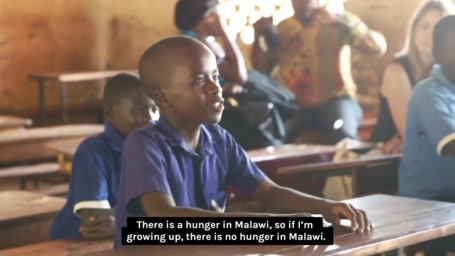 There is a hunger in Malawi, so if I'm
growing up, there is no hunger in Malawi.